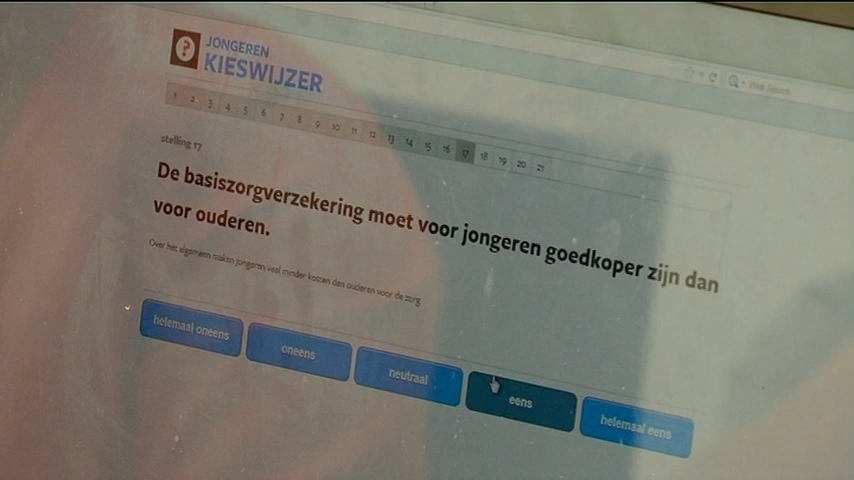 ?
JONGEREN
KIESWIJZER
Web Search
1 2 3 4 5 6 7 8 9 10 11 12 13 14 15 16 17 18 19 20 21
stelling 17
De basiszorgverzekering moet voor jongeren goedkoper zijn dan
voor ouderen.
Over het algemeen maken jongeren veel minder kosten dan ouderen voor de zorg
helemaal oneens oneens neutraal eens helemaal eens